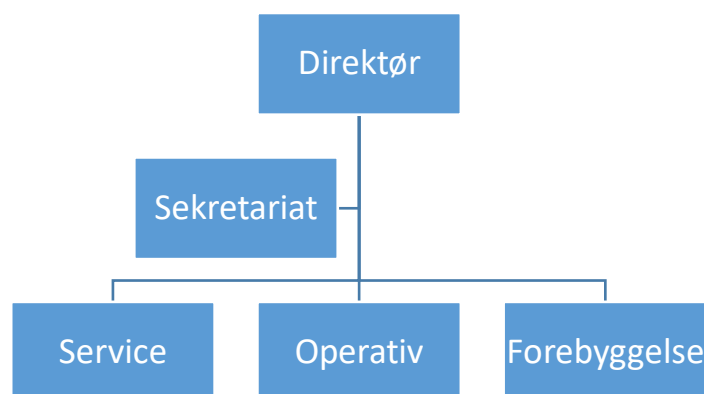 Direktør
Sekretariat
Service
Operativ
Forebyggelse